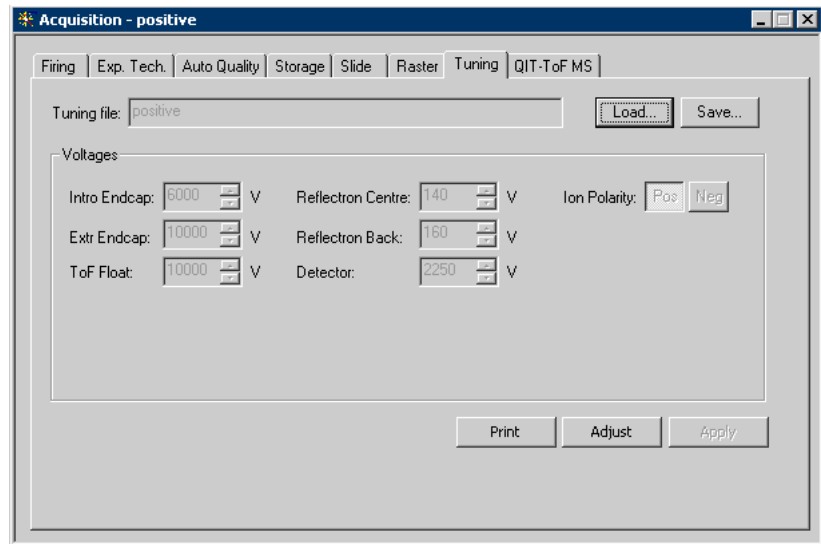 Acquisition - positive
Firing Exp. Tech. Auto Quality Storage Slide Raster Tuning QIT-ToF MS
Tuning file: positive Load... Save...
Voltages
Intro Endcap: 6000 V Reflectron Centre: 140 V Ion Polarity: Pos Neg
Extr Endcap: 10000 V Reflectron Back: 160 V
ToF Float: 10000 V Detector: 2250 V
Print Adjust Apply